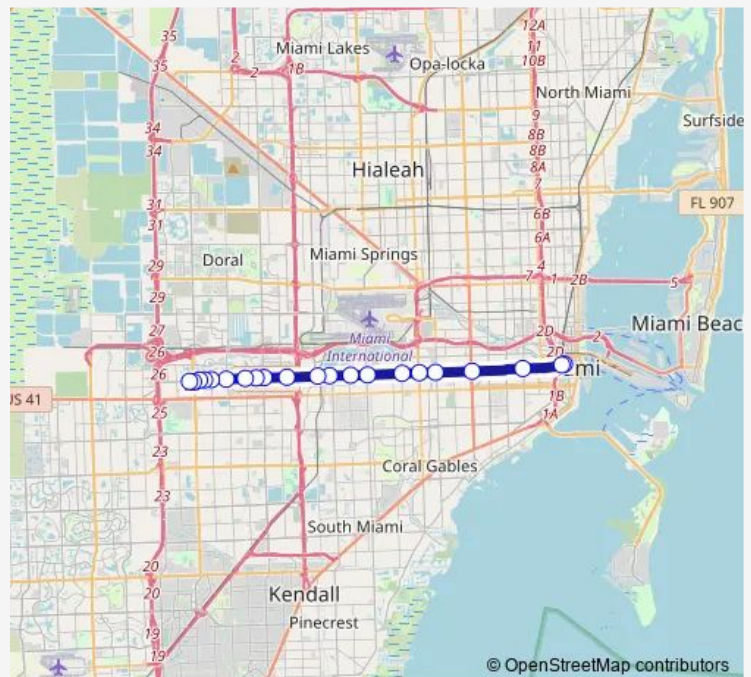 35
12A
2
Miami Lakes
11
35
2
1B
Opa-locka
10B
North Miami
9
34
8B
Surfside
34
8B
Hialeah
8A
7
31
FL 907
31
6B
6A
Doral
Miami Springs
29
4
7
1
2B
5
29
27
Miami Beac
26
Miami
2D
2
International
2D
26
mi
US 41
25
1B
1A
23
Coral Gables
23
South Miami
20
20
Kendall
Pinecrest
19
19
© OpenStreetMap contributors